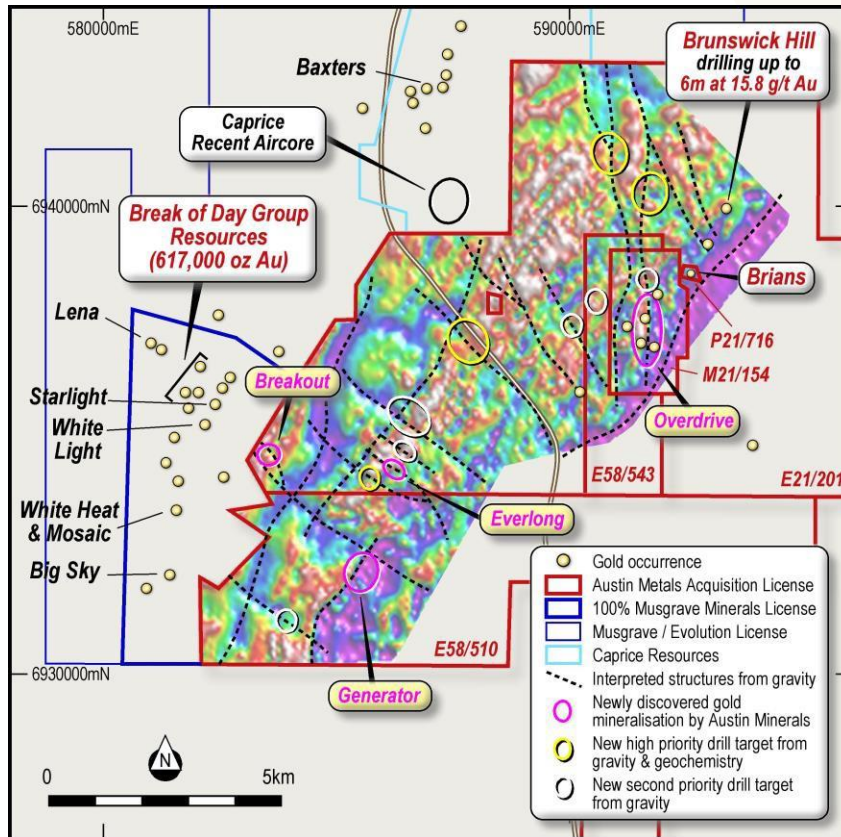 580000mE
590000mE
Baxters
Brunswick Hill
drilling up to
6m at 15.8 g/t Au
Caprice
Recent Aircore
6940000mN
Break of Day Group
Resources
(617,000 oz Au)
Brians
Lena
P21/716
Breakout
M21/154
Starlight
White
Light
Overdrive
E58/543
E21/201
White Heat
& Mosaic
Everlong
Big Sky
E58/510
6930000mN
Generator
Gold occurrence
Austin Metals Acquisition License
100% Musgrave Minerals License
Musgrave / Evolution License
Caprice Resources
Interpreted structures from gravity
Newly discovered gold
mineralisation by Austin Minerals
New high priority drill target from
gravity & geochemistry
New second priority drill target
from gravity
N
0
5km